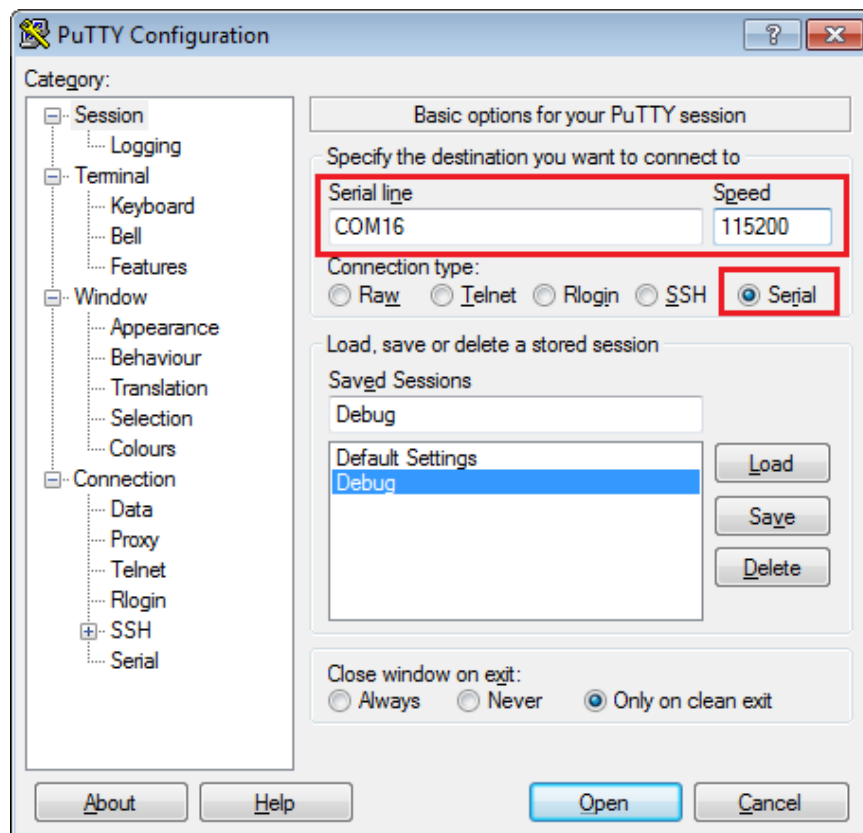 PuTTY Configuration
Category:
Session
Logging
Terminal
Keyboard
Bell
Features
Window
Appearance
Behaviour
Translation
Selection
Colours
Connection
Data
Proxy
Telnet
Rlogin
SSH
Serial
Basic options for your PuTTY session
Specify the destination you want to connect to
Serial line Speed
COM16 115200
Connection type:
Raw Telnet Rlogin SSH Serial
Load, save or delete a stored session
Saved Sessions
Debug
Default Settings
Debug
Load
Save
Delete
Close window on exit:
Always Never Only on clean exit
About Help Open Cancel